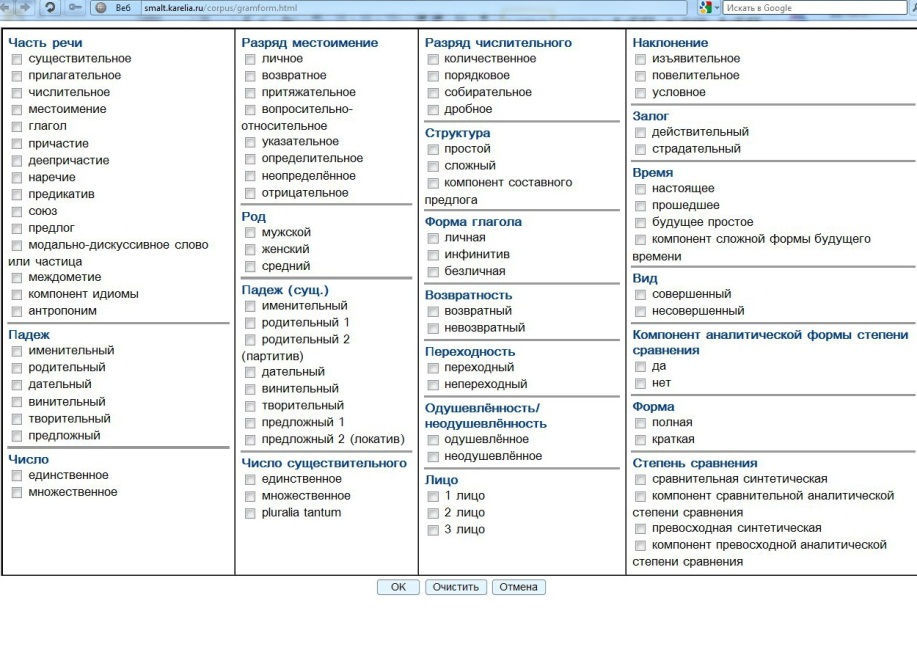 Веб
smalt.karelia.ru/corpus/gramform.html
Искать в Google
Часть речи
существительное
прилагательное
числительное
местоимение
глагол
причастие
деепричастие
наречие
предикатив
союз
предлог
модально-дискуссивное слово
или частица
междометие
компонент идиомы
антропоним
Падеж
именительный
родительный
дательный
винительный
творительный
предложный
Число
единственное
множественное
Разряд местоимение
личное
возвратное
притяжательное
вопросительно-
относительное
указательное
определительное
неопределённое
отрицательное
Род
мужской
женский
средний
Падеж (сущ.)
именительный
родительный 1
родительный 2
(партитив)
дательный
винительный
творительный
предложный 1
предложный 2 (локатив)
Число существительного
единственное
множественное
pluralia tantum
Разряд числительного
количественное
порядковое
собирательное
дробное
Структура
простой
сложный
компонент составного
предлога
Форма глагола
личная
инфинитив
безличная
Возвратность
возвратный
невозвратный
Переходность
переходный
непереходный
Одушевлённость/
неодушевлённость
одушевлённое
неодушевлённое
Лицо
1 лицо
2 лицо
3 лицо
Наклонение
изъявительное
повелительное
условное
Залог
действительный
страдательный
Время
настоящее
прошедшее
будущее простое
компонент сложной формы будущего
времени
Вид
совершенный
несовершенный
Компонент аналитической формы степени
сравнения
да
нет
Форма
полная
краткая
Степень сравнения
сравнительная синтетическая
компонент сравнительной аналитической
степени сравнения
превосходная синтетическая
компонент превосходной аналитической
степени сравнения
OK
Очистить
Отмена